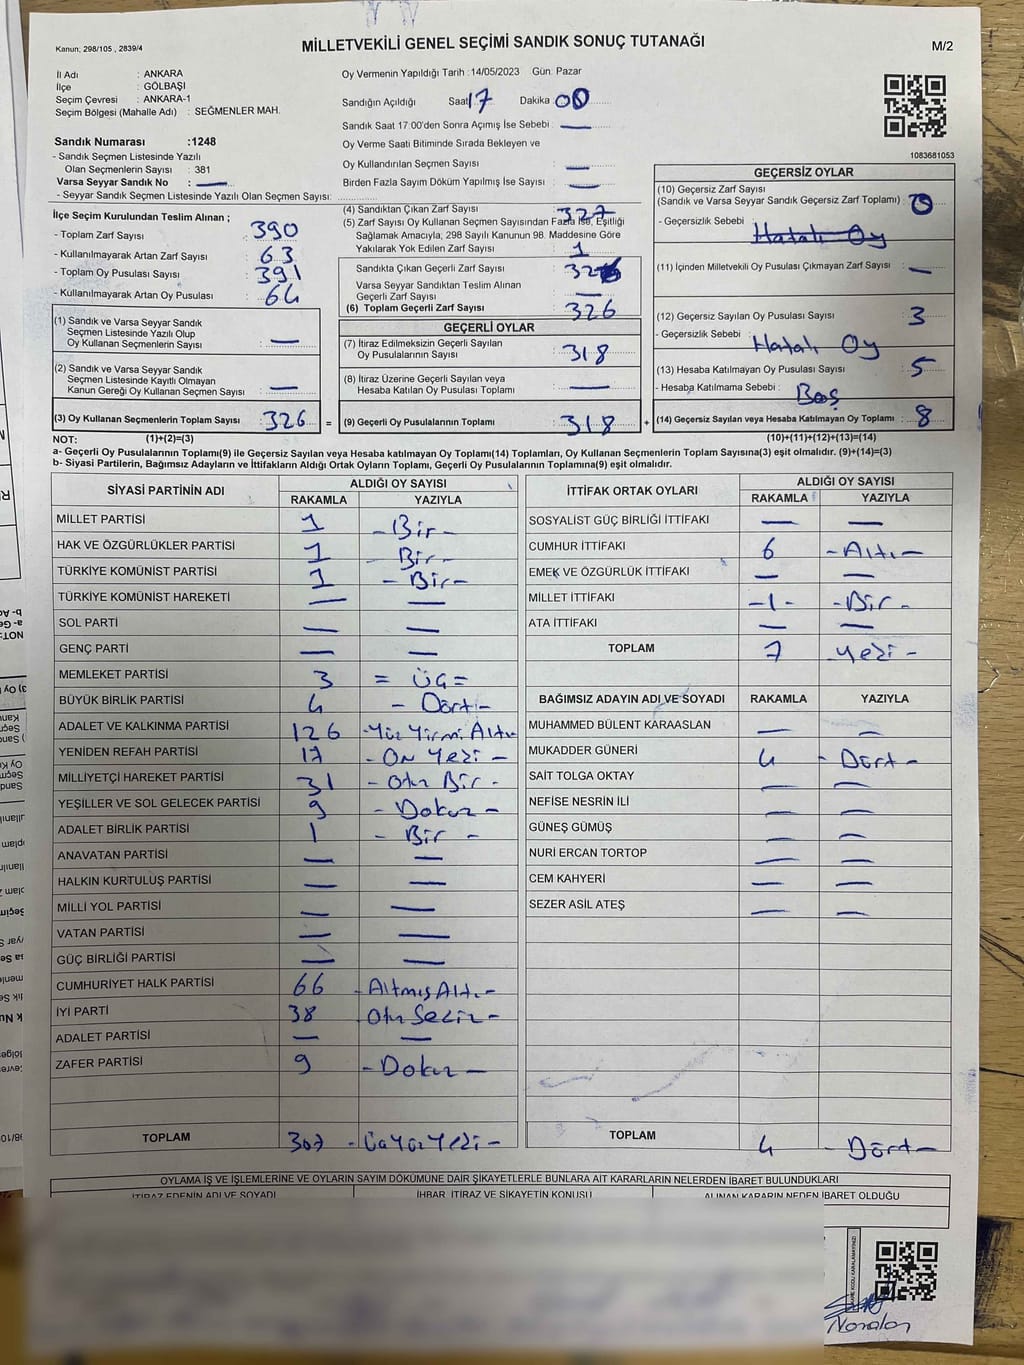 Kanun; 298/105 , 2839/4
MİLLETVEKİLİ GENEL SEÇİMİ SANDIK SONUÇ TUTANAĞI
M/2
İl Adı : ANKARA
İlçe : GÖLBAŞI
Seçim Çevresi : ANKARA-1
Seçim Bölgesi (Mahalle Adı) : SEĞMENLER MAH.
Oy Vermenin Yapıldığı Tarih :14/05/2023 Gün: Pazar
Sandığın Açıldığı Saat 17 Dakika 00
Sandık Saat 17:00'den Sonra Açımış İse Sebebi : —
Oy Verme Saati Bitiminde Sırada Bekleyen ve
Oy Kullandırılan Seçmen Sayısı : —
Birden Fazla Sayım Döküm Yapılmış İse Sayısı : —
1083681053
Sandık Numarası :1248
- Sandık Seçmen Listesinde Yazılı
Olan Seçmenlerin Sayısı : 381
Varsa Seyyar Sandık No : —
- Seyyar Sandık Seçmen Listesinde Yazılı Olan Seçmen Sayısı:
İlçe Seçim Kurulundan Teslim Alınan ;
- Toplam Zarf Sayısı : 390
- Kullanılmayarak Artan Zarf Sayısı : 63
- Toplam Oy Pusulası Sayısı : 391
- Kullanılmayarak Artan Oy Pusulası : 64
(4) Sandıktan Çıkan Zarf Sayısı : 327
(5) Zarf Sayısı Oy Kullanan Seçmen Sayısından Fazla İse, Eşitliği
Sağlamak Amacıyla; 298 Sayılı Kanunun 98. Maddesine Göre
Yakılarak Yok Edilen Zarf Sayısı : 1
Sandıkta Çıkan Geçerli Zarf Sayısı : 326
Varsa Seyyar Sandıktan Teslim Alınan
Geçerli Zarf Sayısı : —
(6) Toplam Geçerli Zarf Sayısı : 326
GEÇERSİZ OYLAR
(10) Geçersiz Zarf Sayısı
(Sandık ve Varsa Seyyar Sandık Geçersiz Zarf Toplamı) : 0
- Geçersizlik Sebebi : Hatalı Oy
(11) İçinden Milletvekili Oy Pusulası Çıkmayan Zarf Sayısı : —
(12) Geçersiz Sayılan Oy Pusulası Sayısı : 3
- Geçersizlik Sebebi : Hatalı Oy
(13) Hesaba Katılmayan Oy Pusulası Sayısı : 5
- Hesaba Katılmama Sebebi : Boş
(14) Geçersiz Sayılan veya Hesaba Katılmayan Oy Toplamı : 8
(1) Sandık ve Varsa Seyyar Sandık
Seçmen Listesinde Yazılı Olup
Oy Kullanan Seçmenlerin Sayısı : —
(2) Sandık ve Varsa Seyyar Sandık
Seçmen Listesinde Kayıtlı Olmayan
Kanun Gereği Oy Kullanan Seçmen Sayısı : —
(3) Oy Kullanan Seçmenlerin Toplam Sayısı : 326 =
GEÇERLİ OYLAR
(7) İtiraz Edilmeksizin Geçerli Sayılan
Oy Pusulalarının Sayısı : 318
(8) İtiraz Üzerine Geçerli Sayılan veya
Hesaba Katılan Oy Pusulası Toplamı : —
(9) Geçerli Oy Pusulalarının Toplamı : 318 +
NOT: (1)+(2)=(3) (10)+(11)+(12)+(13)=(14)
a- Geçerli Oy Pusulalarının Toplamı(9) ile Geçersiz Sayılan veya Hesaba katılmayan Oy Toplamı(14) Toplamları, Oy Kullanan Seçmenlerin Toplam Sayısına(3) eşit olmalıdır. (9)+(14)=(3)
b- Siyasi Partilerin, Bağımsız Adayların ve İttifakların Aldığı Ortak Oyların Toplamı, Geçerli Oy Pusulalarının Toplamına(9) eşit olmalıdır.
SİYASİ PARTİNİN ADI ALDIĞI OY SAYISI
RAKAMLA YAZIYLA
MİLLET PARTİSİ 1 -Bir-
HAK VE ÖZGÜRLÜKLER PARTİSİ 1 Bir-
TÜRKİYE KOMÜNİST PARTİSİ 1 -Bir-
TÜRKİYE KOMÜNİST HAREKETİ — —
SOL PARTİ — —
GENÇ PARTİ — —
MEMLEKET PARTİSİ 3 = Üç =
BÜYÜK BİRLİK PARTİSİ 4 - Dört-
ADALET VE KALKINMA PARTİSİ 126 -Yüz Yirmi Altı
YENİDEN REFAH PARTİSİ 17 - On Yedi -
MİLLİYETÇİ HAREKET PARTİSİ 31 - Otuz Bir -
YEŞİLLER VE SOL GELECEK PARTİSİ 9 - Dokuz -
ADALET BİRLİK PARTİSİ 1 - Bir -
ANAVATAN PARTİSİ — —
HALKIN KURTULUŞ PARTİSİ — —
MİLLİ YOL PARTİSİ — —
VATAN PARTİSİ — —
GÜÇ BİRLİĞİ PARTİSİ — —
CUMHURİYET HALK PARTİSİ 66 - Altmış Altı -
İYİ PARTİ 38 - Otuz Sekiz -
ADALET PARTİSİ — —
ZAFER PARTİSİ 9 - Dokuz -
TOPLAM 307 - Üç Yüz Yedi -
İTTİFAK ORTAK OYLARI ALDIĞI OY SAYISI
RAKAMLA YAZIYLA
SOSYALİST GÜÇ BİRLİĞİ İTTİFAKI — —
CUMHUR İTTİFAKI 6 -Altı-
EMEK VE ÖZGÜRLÜK İTTİFAKI — —
MİLLET İTTİFAKI -1- -Bir-
ATA İTTİFAKI — —
TOPLAM 7 Yedi -
BAĞIMSIZ ADAYIN ADI VE SOYADI RAKAMLA YAZIYLA
MUHAMMED BÜLENT KARAASLAN — —
MUKADDER GÜNERİ 4 - Dört -
SAİT TOLGA OKTAY — —
NEFİSE NESRİN İLİ — —
GÜNEŞ GÜMÜŞ — —
NURİ ERCAN TORTOP — —
CEM KAHYERİ — —
SEZER ASİL ATEŞ — —
TOPLAM 4 - Dört -
OYLAMA İŞ VE İŞLEMLERİNE VE OYLARIN SAYIM DÖKÜMÜNE DAİR ŞİKAYETLERLE BUNLARA AİT KARARLARIN NELERDEN İBARET BULUNDUKLARI
İTİRAZ EDENİN ADI VE SOYADI İHBAR, İTİRAZ VE ŞİKAYETİN KONUSU ALINAN KARARIN NEDEN İBARET OLDUĞU